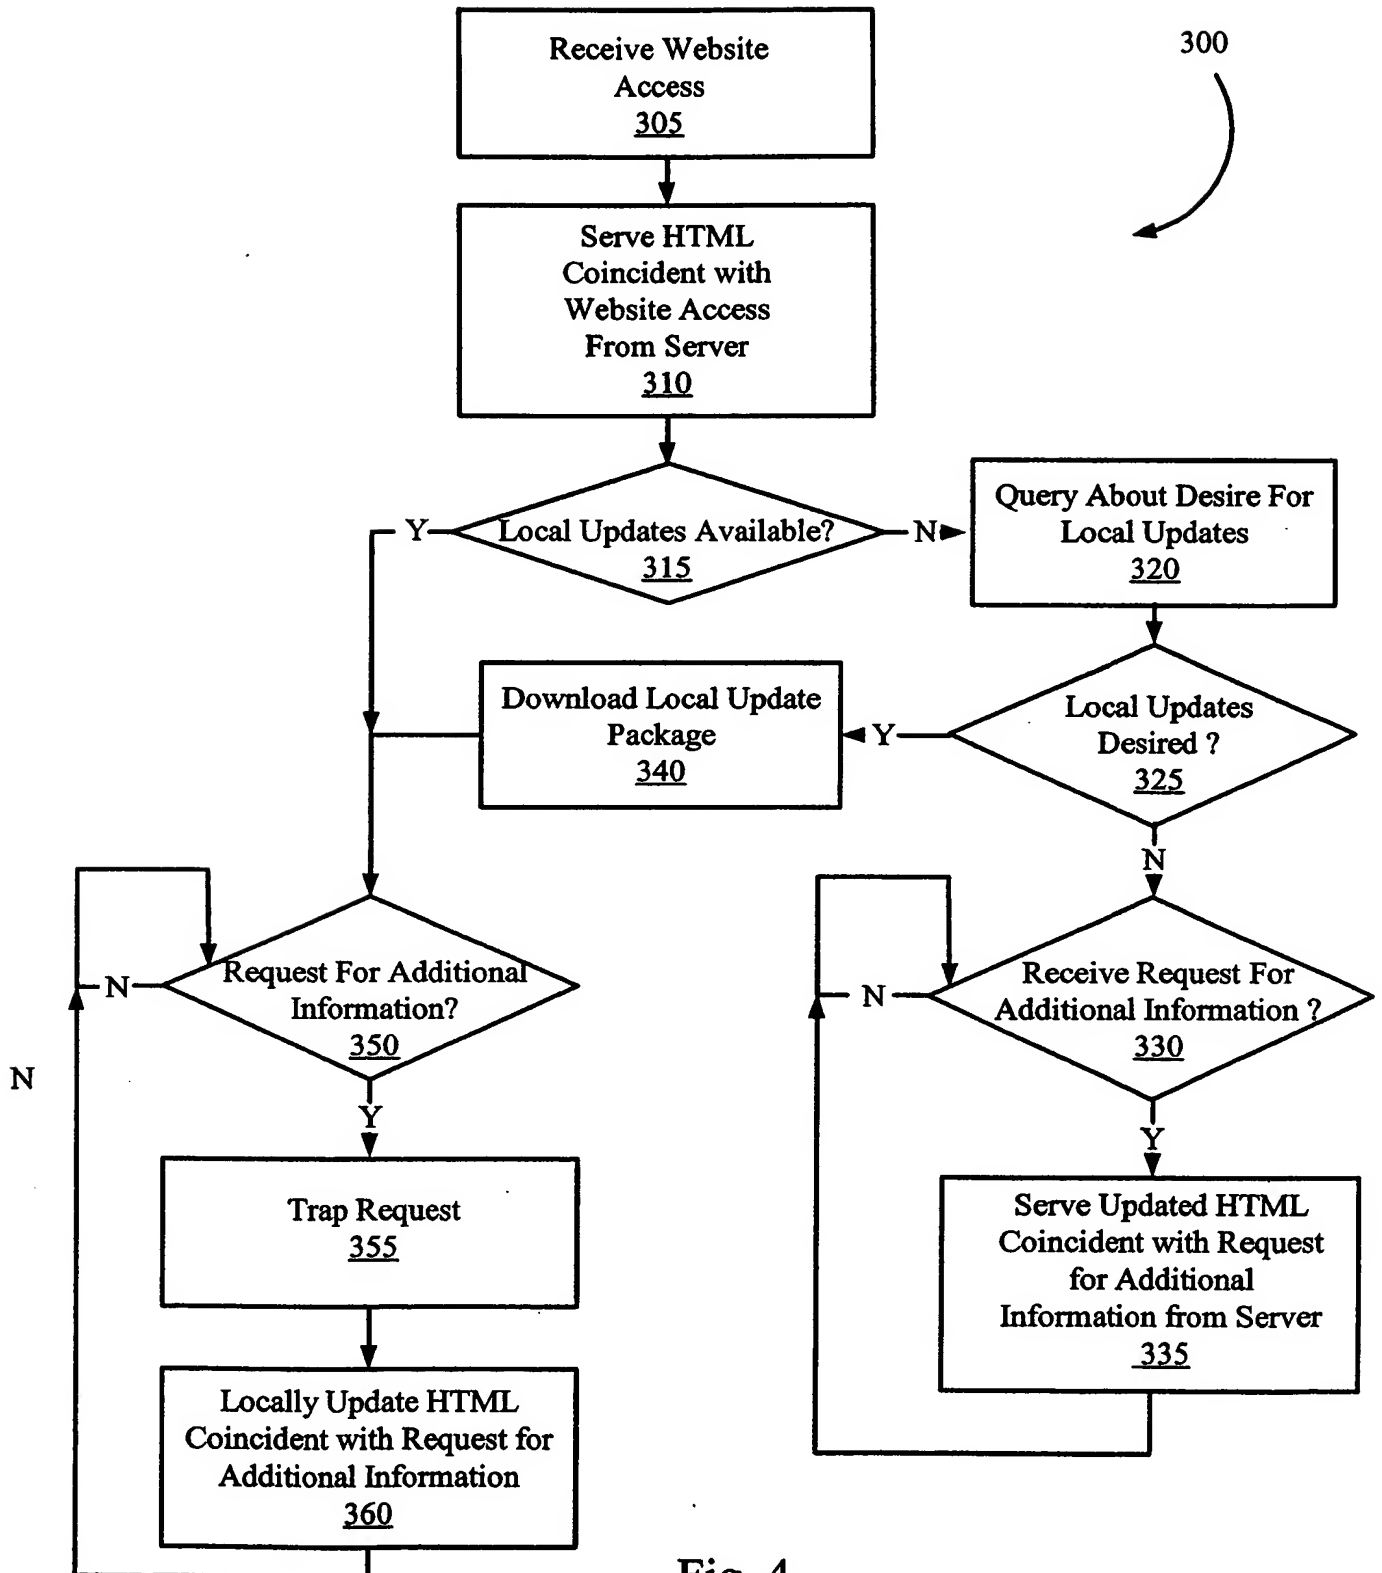 Receive Website
Access
305
300
Serve HTML
Coincident with
Website Access
From Server
310
Local Updates Available?
315
Y
N
Query About Desire For
Local Updates
320
Download Local Update
Package
340
Y
Local Updates
Desired ?
325
N
Request For Additional
Information?
350
N
N
Y
Receive Request For
Additional Information ?
330
N
Y
Trap Request
355
Serve Updated HTML
Coincident with Request
for Additional
Information from Server
335
Locally Update HTML
Coincident with Request for
Additional Information
360
Fig. 4